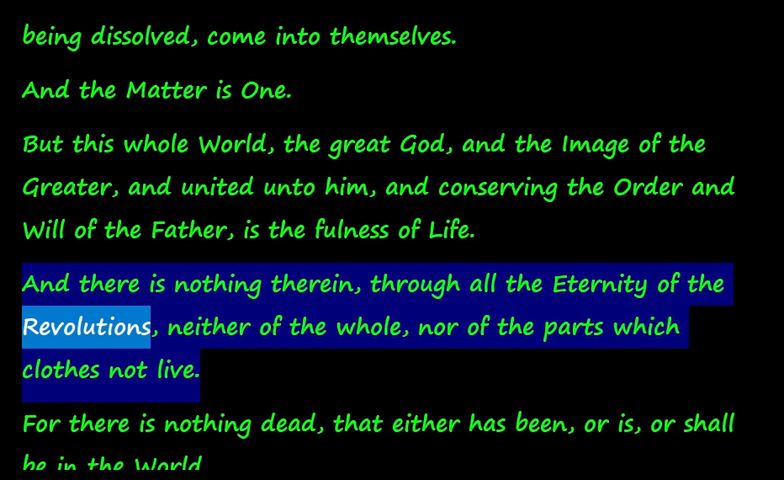 being dissolved, come into themselves.
And the Matter is One.
But this whole World, the great God, and the Image of the
Greater, and united unto him, and conserving the Order and
Will of the Father, is the fulness of Life.
And there is nothing therein, through all the Eternity of the
Revolutions, neither of the whole, nor of the parts which
clothes not live.
For there is nothing dead, that either has been, or is, or shall
be in the World